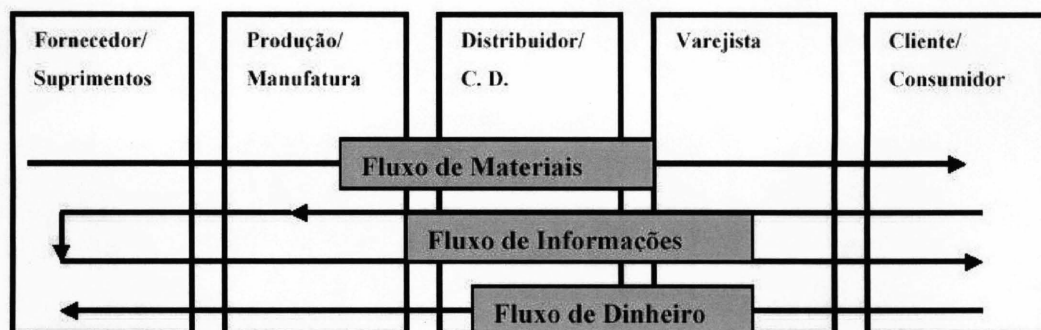 Fornecedor/
Suprimentos
Produção/
Manufatura
Distribuidor/
C. D.
Varejista
Cliente/
Consumidor
Fluxo de Materiais
Fluxo de Informações
Fluxo de Dinheiro